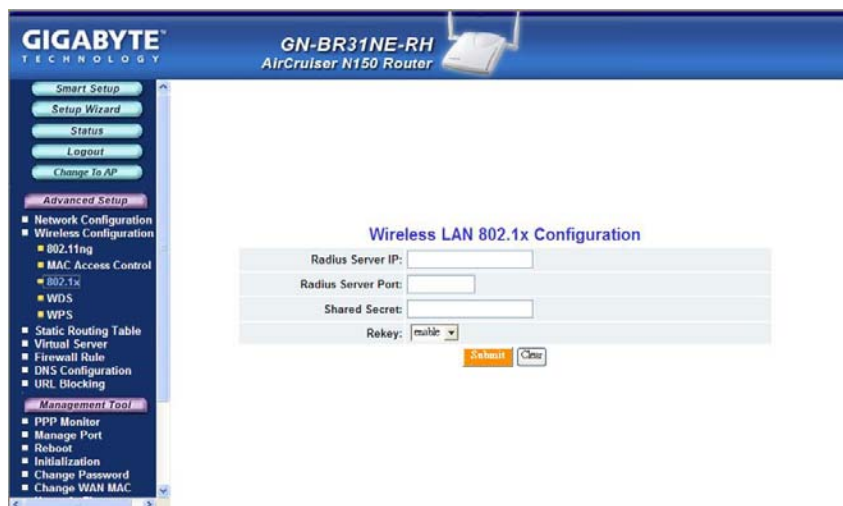 GIGABYTE™
TECHNOLOGY
GN-BR31NE-RH
AirCruiser N150 Router
Smart Setup
Setup Wizard
Status
Logout
Change To AP
Advanced Setup
Network Configuration
Wireless Configuration
802.11ng
MAC Access Control
802.1x
WDS
WPS
Static Routing Table
Virtual Server
Firewall Rule
DNS Configuration
URL Blocking
Management Tool
PPP Monitor
Manage Port
Reboot
Initialization
Change Password
Change WAN MAC
Wireless LAN 802.1x Configuration
Radius Server IP:
Radius Server Port:
Shared Secret:
Rekey: enable
Submit Clear